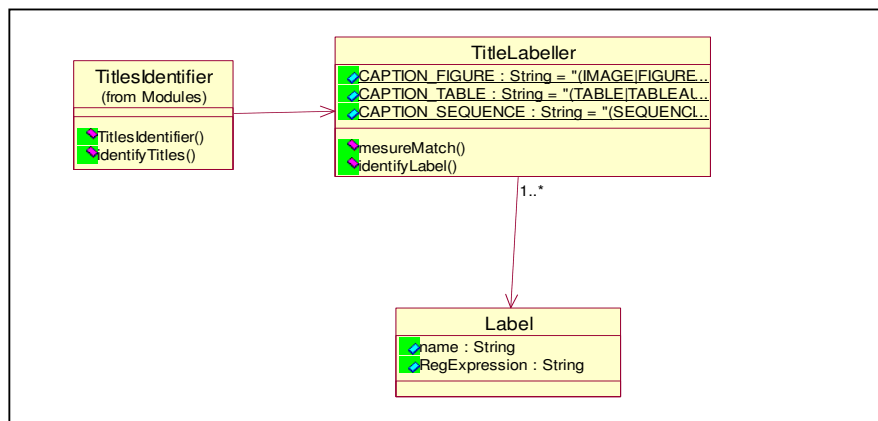 TitlesIdentifier
(from Modules)
TitlesIdentifier()
identifyTitles()
TitleLabeller
CAPTION_FIGURE : String = "(IMAGE|FIGURE...
CAPTION_TABLE : String = "(TABLE|TABLEAU...
CAPTION_SEQUENCE : String = "(SEQUENCI...
mesureMatch()
identifyLabel()
1..*
Label
name : String
RegExpression : String